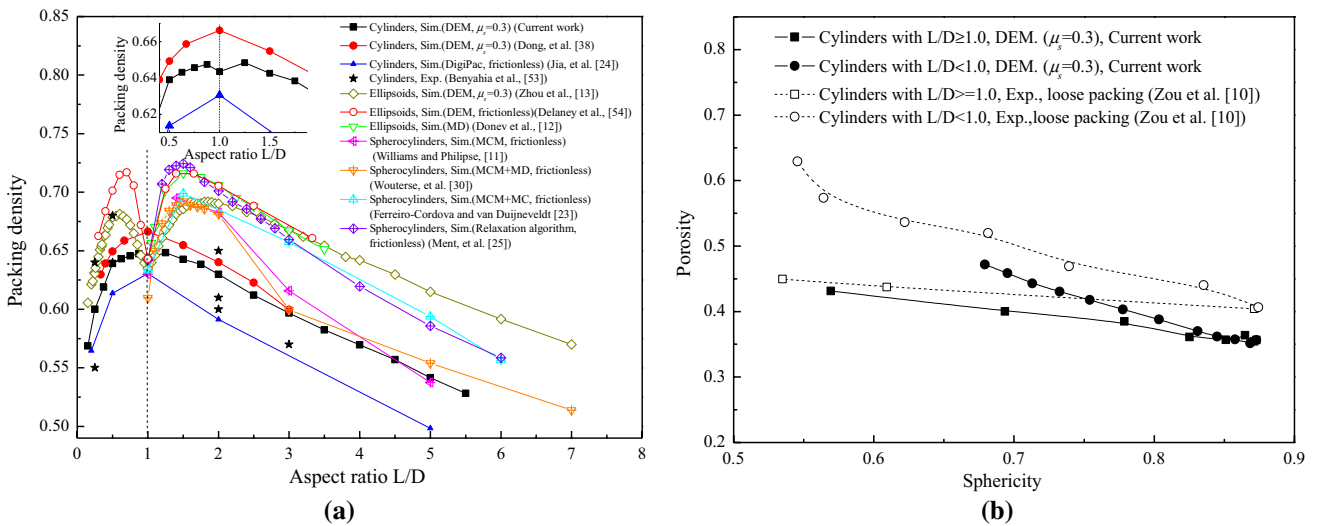 0.85
0.80
0.75
0.70
0.65
0.60
0.55
0.50
Packing density
0.66
0.64
0.62
Packing density
0.5 1.0 1.5
Aspect ratio L/D
Cylinders, Sim.(DEM, μs=0.3) (Current work)
Cylinders, Sim.(DEM, μs=0.3) (Dong, et al. [38)
Cylinders, Sim.(DigiPac, frictionless) (Jia, et al. [24])
Cylinders, Exp. (Benyahia et al., [53])
Ellipsoids, Sim.(DEM, μs=0.3)(Zhou et al., [13])
Ellipsoids, Sim.(DEM, frictionless)(Delaney et al., [54])
Ellipsoids, Sim.(MD) (Donev et al., [12])
Spherocylinders, Sim.(MCM, frictionless)
(Williams and Philipse, [11])
Spherocylinders, Sim.(MCM+MD, frictionless)
(Wouterse, et al. [30])
Spherocylinders, Sim.(MCM+MC, frictionless)
(Ferreiro-Cordova and van Duijneveldt [23])
Spherocylinders, Sim.(Relaxation algorithm,
frictionless) (Ment, et al. [25])
0 1 2 3 4 5 6 7 8
Aspect ratio L/D
(a)
0.8
0.7
0.6
0.5
0.4
0.3
0.2
Porosity
Cylinders with L/D≥1.0, DEM. (μs=0.3), Current work
Cylinders with L/D<1.0, DEM. (μs=0.3), Current work
Cylinders with L/D>=1.0, Exp., loose packing (Zou et al. [10])
Cylinders with L/D<1.0, Exp.,loose packing (Zou et al. [10])
0.5 0.6 0.7 0.8 0.9
Sphericity
(b)